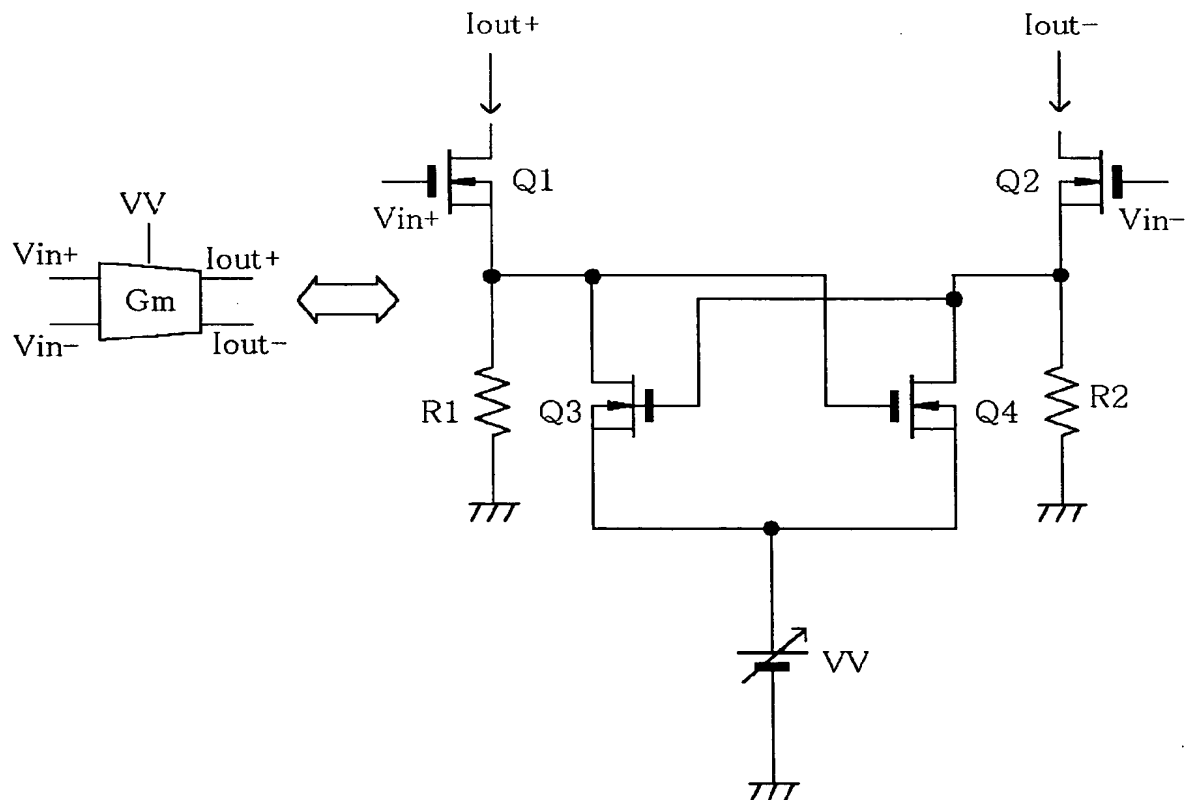 Iout+
Iout−
Q1
Q2
Vin+
Vin−
VV
Vin+
Iout+
Gm
Vin−
Iout−
R1
Q3
Q4
R2
VV